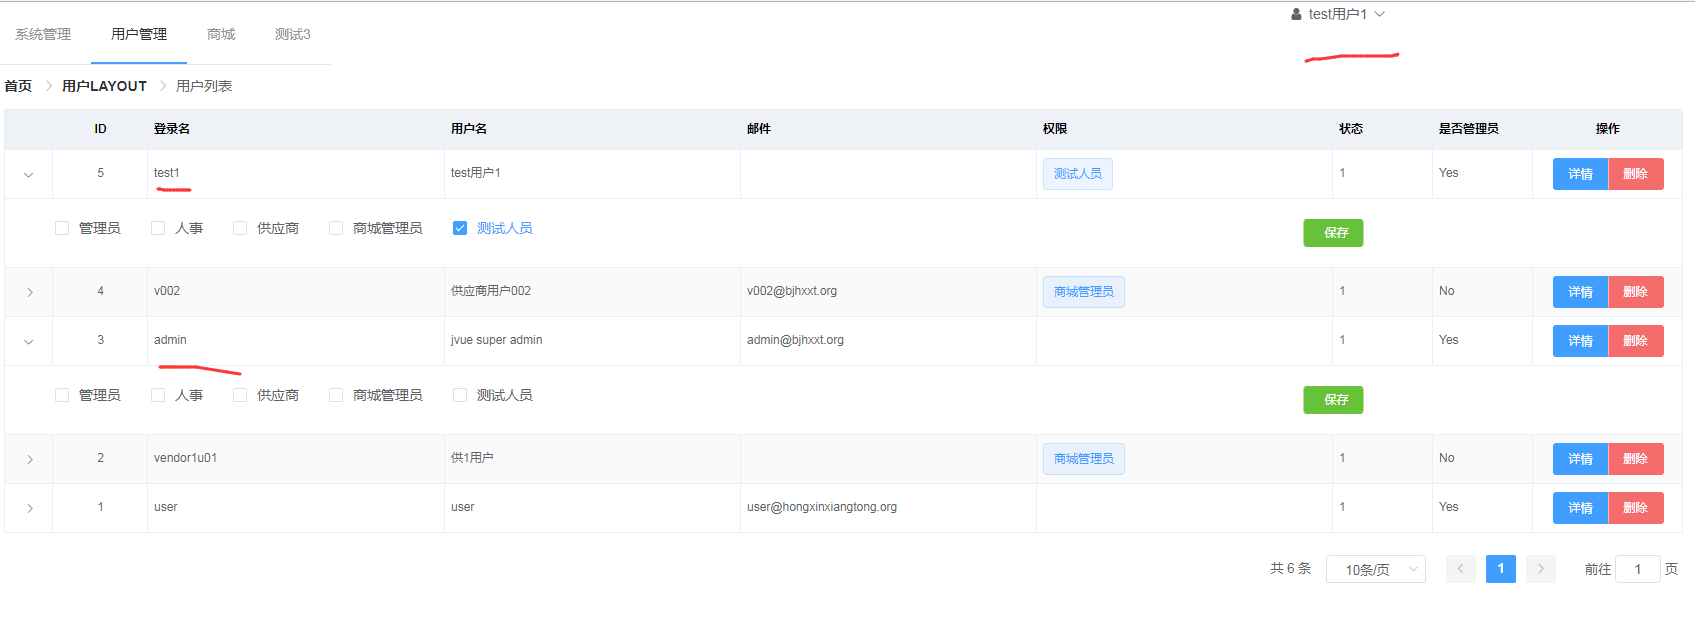 test用户1
系统管理 用户管理 商城 测试3
首页 用户LAYOUT 用户列表
ID 登录名 用户名 邮件 权限 状态 是否管理员 操作
5 test1 test用户1 测试人员 1 Yes 详情 删除
管理员 人事 供应商 商城管理员 测试人员 保存
4 v002 供应商用户002 v002@bjhxxt.org 商城管理员 1 No 详情 删除
3 admin jvue super admin admin@bjhxxt.org 1 Yes 详情 删除
管理员 人事 供应商 商城管理员 测试人员 保存
2 vendor1u01 供1用户 商城管理员 1 No 详情 删除
1 user user user@hongxinxiangtong.org 1 Yes 详情 删除
共 6 条 10条/页 1 前往 1 页